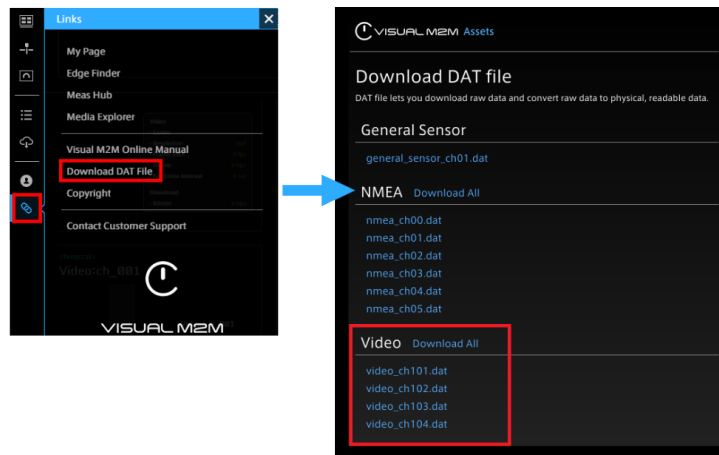 Links
My Page
Edge Finder
Meas Hub
Media Explorer
Visual M2M Online Manual
Download DAT File
Copyright
Contact Customer Support
Video:ch_001
VISUAL M2M
VISUAL M2M Assets
Download DAT file
DAT file lets you download raw data and convert raw data to physical, readable data.
General Sensor
general_sensor_ch01.dat
NMEA Download All
nmea_ch00.dat
nmea_ch01.dat
nmea_ch02.dat
nmea_ch03.dat
nmea_ch04.dat
nmea_ch05.dat
Video Download All
video_ch101.dat
video_ch102.dat
video_ch103.dat
video_ch104.dat